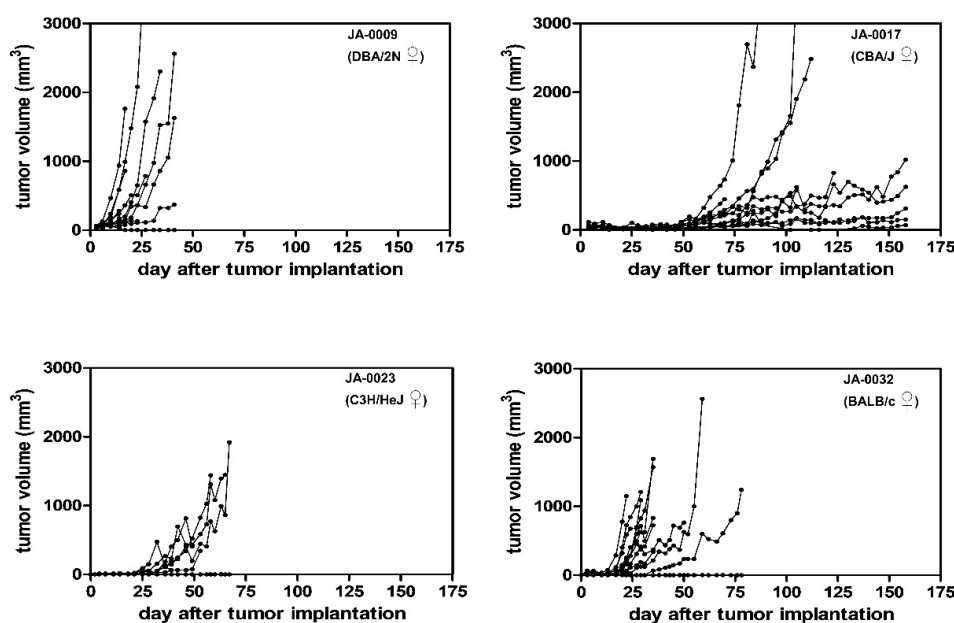 3000
2000
1000
0
tumor volume (mm³)
JA-0009
(DBA/2N ♀)
0 25 50 75 100 125 150 175
day after tumor implantation
3000
2000
1000
0
tumor volume (mm³)
JA-0017
(CBA/J ♀)
0 25 50 75 100 125 150 175
day after tumor implantation
3000
2000
1000
0
tumor volume (mm³)
JA-0023
(C3H/HeJ ♀)
0 25 50 75 100 125 150 175
day after tumor implantation
3000
2000
1000
0
tumor volume (mm³)
JA-0032
(BALB/c ♀)
0 25 50 75 100 125 150 175
day after tumor implantation